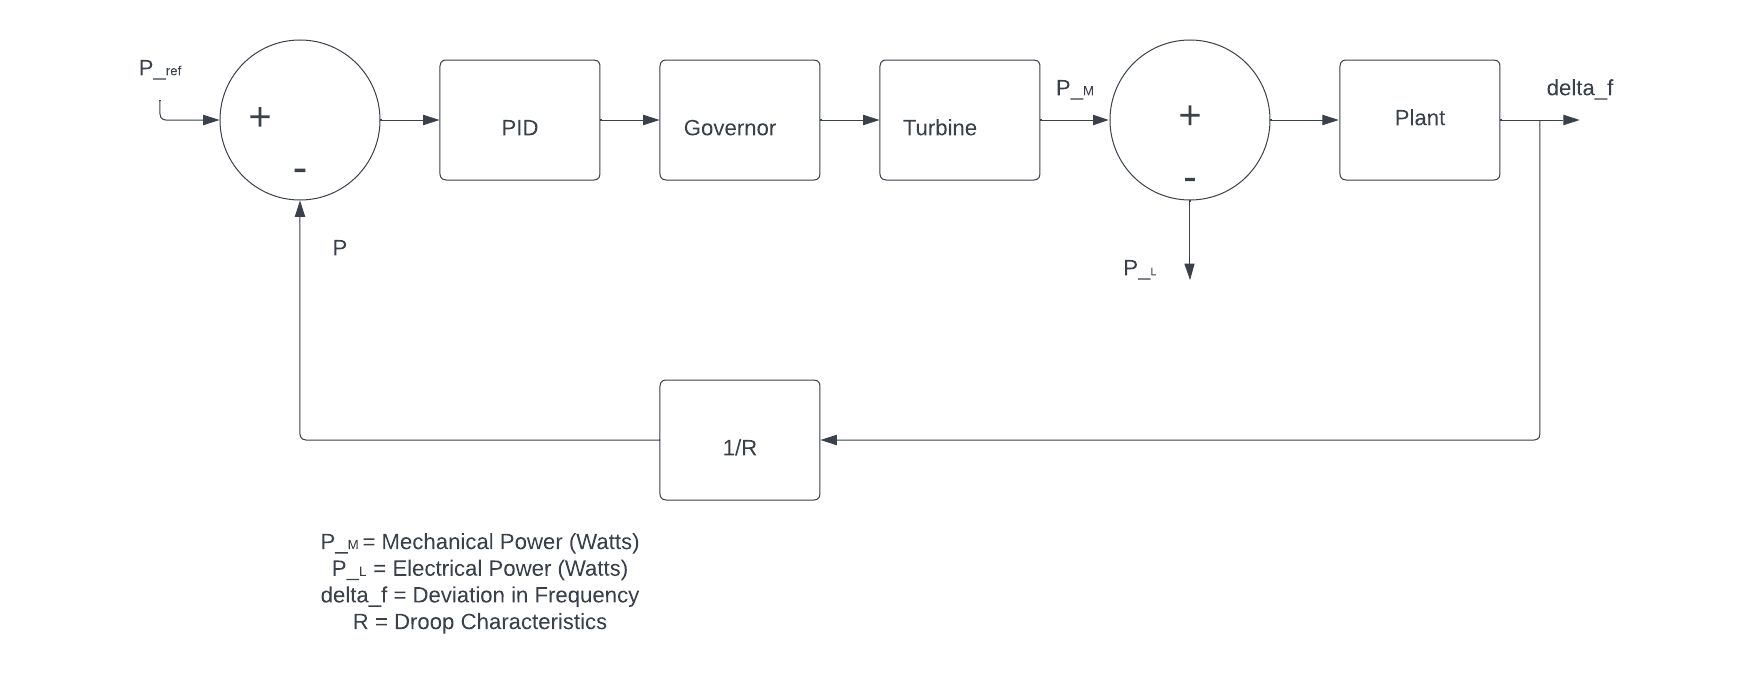 P_ref
+
-
PID
Governor
Turbine
P_M
+
-
Plant
delta_f
P
P_L
1/R
P_M = Mechanical Power (Watts)
P_L = Electrical Power (Watts)
delta_f = Deviation in Frequency
R = Droop Characteristics